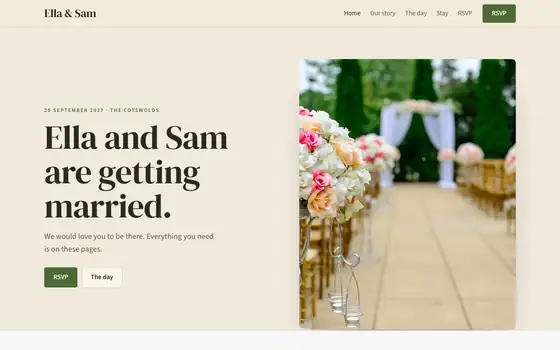 Ella & Sam
Home Our story The day Stay RSVP RSVP
20 SEPTEMBER 2027 · THE COTSWOLDS
Ella and Sam
are getting
married.
We would love you to be there. Everything you need
is on these pages.
RSVP The day